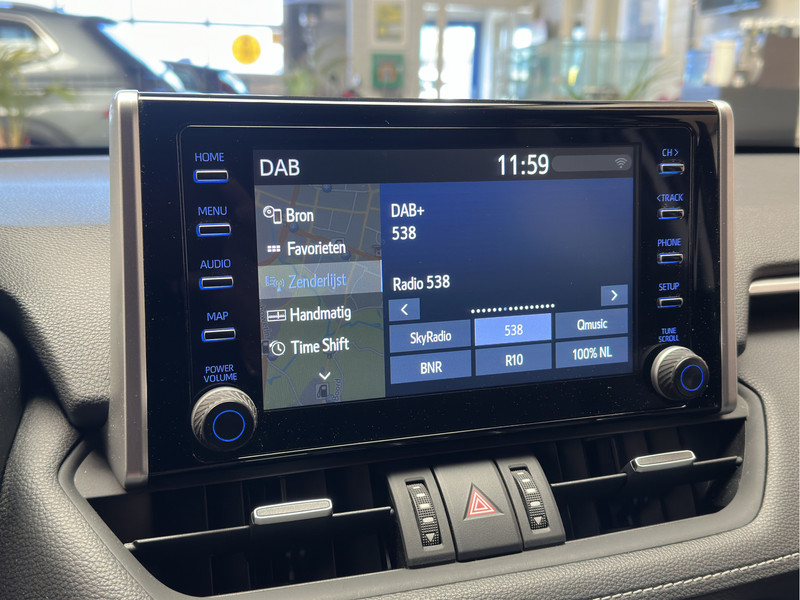 HOME
MENU
AUDIO
MAP
POWER
VOLUME
DAB
11:59
Bron
Favorieten
Zenderlijst
Handmatig
Time Shift
DAB+
538
Radio 538
SkyRadio
538
Qmusic
BNR
R10
100% NL
CH >
< TRACK
PHONE
SETUP
TUNE
SCROLL